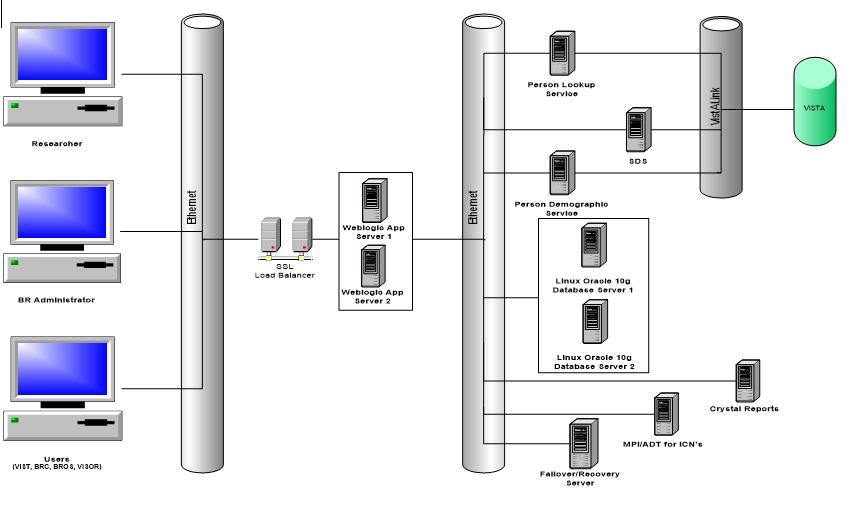 Researcher
BR Administrator
Users
(VIST, BRC, BROS, VISOR)
Ethernet
SSL
Load Balancer
Weblogic App
Server 1
Weblogic App
Server 2
Ethernet
Person Lookup
Service
SDS
Person Demographic
Service
VistALink
VISTA
Linux Oracle 10g
Database Server 1
Linux Oracle 10g
Database Server 2
Crystal Reports
MPI/ADT for ICN's
Failover/Recovery
Server